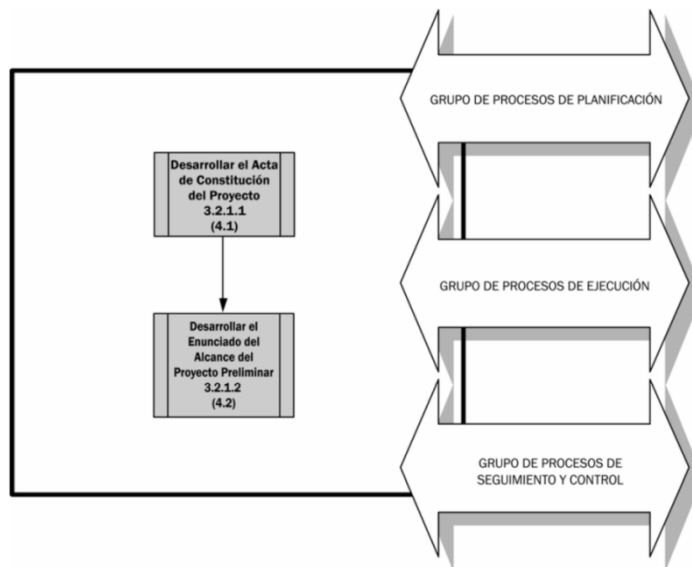 GRUPO DE PROCESOS DE PLANIFICACIÓN
Desarrollar el Acta
de Constitución
del Proyecto
3.2.1.1
(4.1)
GRUPO DE PROCESOS DE EJECUCIÓN
Desarrollar el
Enunciado del
Alcance del
Proyecto Preliminar
3.2.1.2
(4.2)
GRUPO DE PROCESOS DE
SEGUIMIENTO Y CONTROL